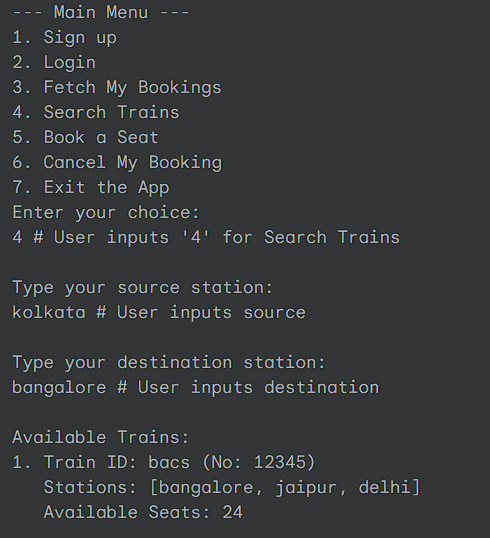 --- Main Menu ---
1. Sign up
2. Login
3. Fetch My Bookings
4. Search Trains
5. Book a Seat
6. Cancel My Booking
7. Exit the App
Enter your choice:
4 # User inputs '4' for Search Trains
Type your source station:
kolkata # User inputs source
Type your destination station:
bangalore # User inputs destination
Available Trains:
1. Train ID: bacs (No: 12345)
Stations: [bangalore, jaipur, delhi]
Available Seats: 24